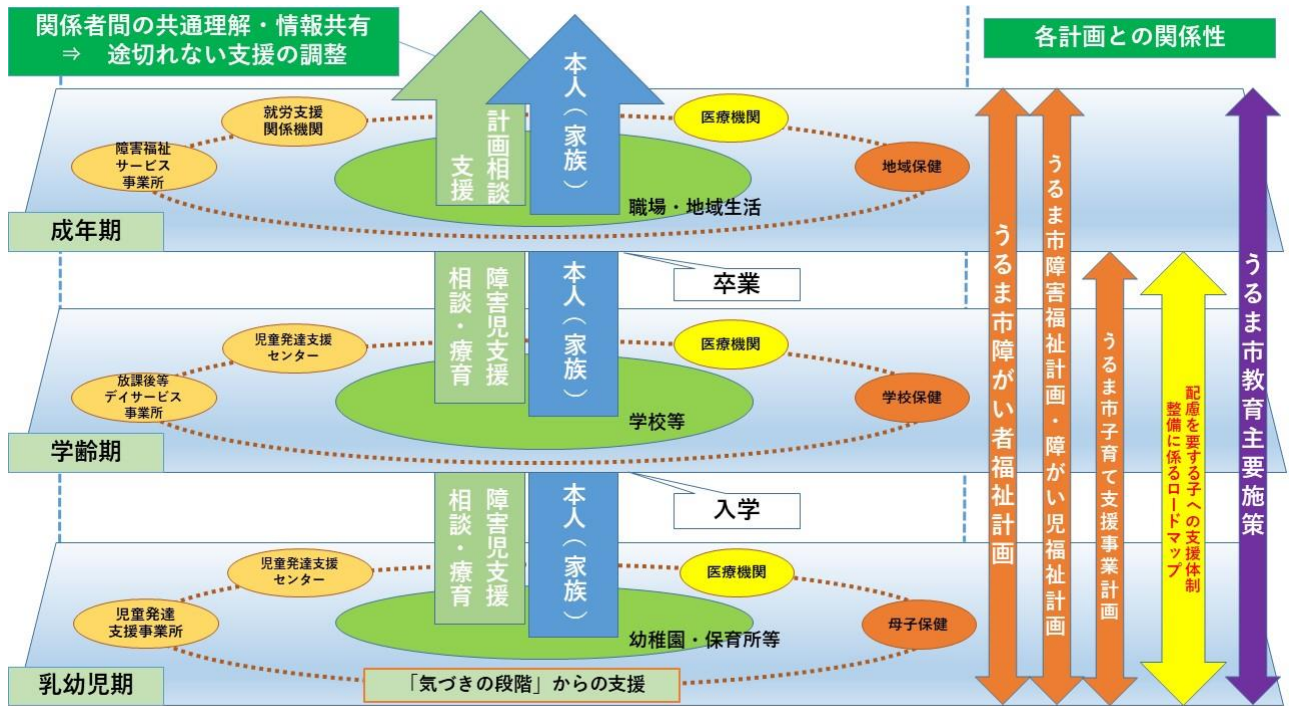 関係者間の共通理解・情報共有
⇒ 途切れない支援の調整
各計画との関係性
本人（家族）
計画相談
支援
就労支援
関係機関
医療機関
障害福祉
サービス
事業所
地域保健
職場・地域生活
成年期
卒業
本人（家族）
障害児支援
相談・療育
児童発達支援
センター
医療機関
放課後等
デイサービス
事業所
学校保健
学校等
学齢期
入学
本人（家族）
障害児支援
相談・療育
児童発達支援
センター
医療機関
児童発達
支援事業所
母子保健
幼稚園・保育所等
「気づきの段階」からの支援
乳幼児期
うるま市障がい者福祉計画
うるま市障害福祉計画・障がい児福祉計画
うるま市子育て支援事業計画
配慮を要する子への支援体制
整備に係るロードマップ
うるま市教育主要施策